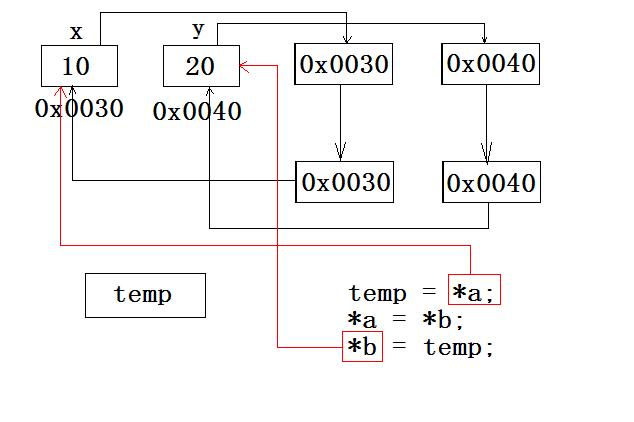 x y
10 20 0x0030 0x0040
0x0030 0x0040
0x0030 0x0040
temp temp = *a;
*a = *b;
*b = temp;